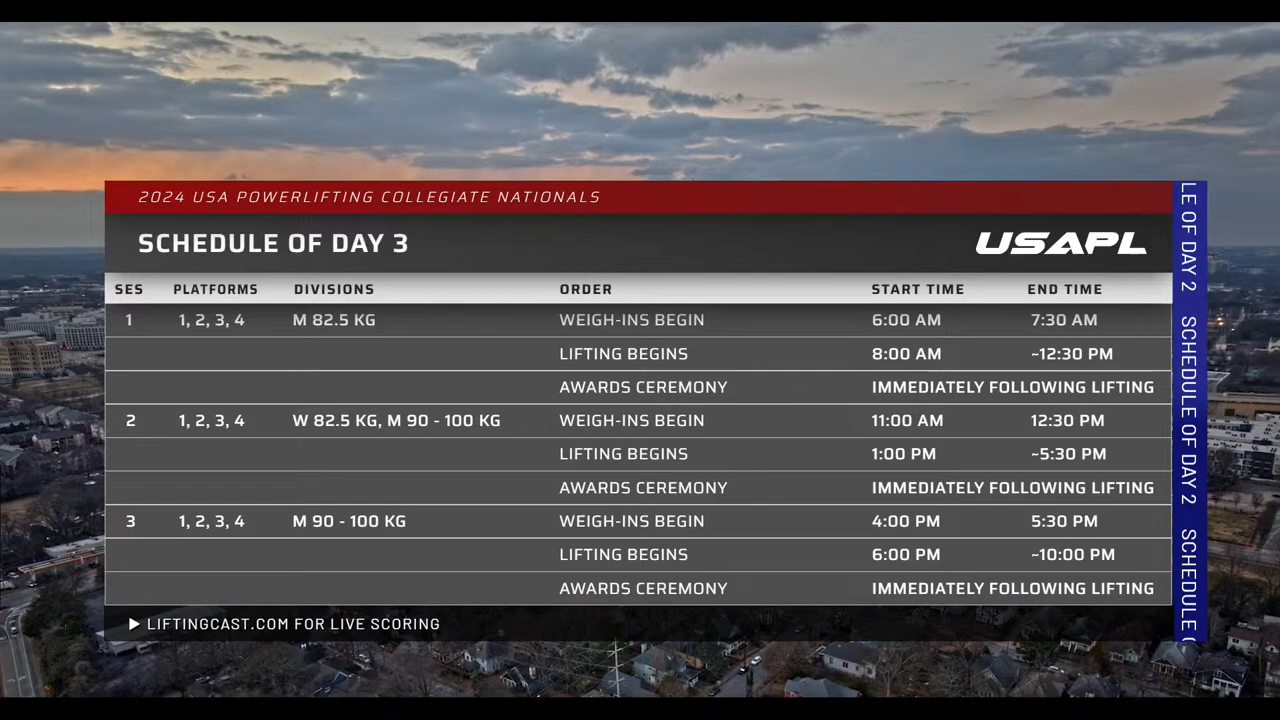 2024 USA POWERLIFTING COLLEGIATE NATIONALS
SCHEDULE OF DAY 3
USAPL
SES PLATFORMS DIVISIONS ORDER START TIME END TIME
1 1, 2, 3, 4 M 82.5 KG WEIGH-INS BEGIN 6:00 AM 7:30 AM
LIFTING BEGINS 8:00 AM ~12:30 PM
AWARDS CEREMONY IMMEDIATELY FOLLOWING LIFTING
2 1, 2, 3, 4 W 82.5 KG, M 90 - 100 KG WEIGH-INS BEGIN 11:00 AM 12:30 PM
LIFTING BEGINS 1:00 PM ~5:30 PM
AWARDS CEREMONY IMMEDIATELY FOLLOWING LIFTING
3 1, 2, 3, 4 M 90 - 100 KG WEIGH-INS BEGIN 4:00 PM 5:30 PM
LIFTING BEGINS 6:00 PM ~10:00 PM
AWARDS CEREMONY IMMEDIATELY FOLLOWING LIFTING
▶ LIFTINGCAST.COM FOR LIVE SCORING
LE OF DAY 2 SCHEDULE OF DAY 2 SCHEDULE